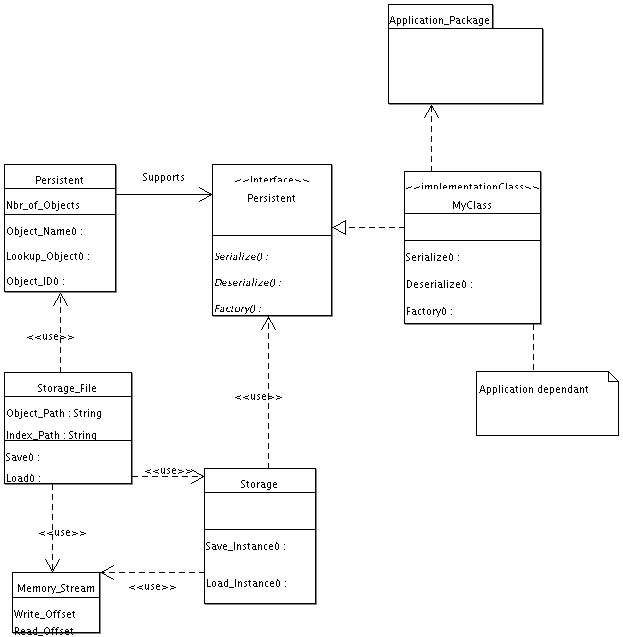 Application_Package
Persistent
Nbr_of_Objects
Object_Name() :
Lookup_Object() :
Object_ID() :
Supports
<<Interface>>
Persistent
Serialize() :
Deserialize() :
Factory() :
<<implementationClass>>
MyClass
Serialize() :
Deserialize() :
Factory() :
<<use>>
Application dependant
Storage_File
Object_Path : String
Index_Path : String
Save() :
Load() :
<<use>>
<<use>>
Storage
Save_Instance() :
Load_Instance() :
<<use>>
<<use>>
Memory_Stream
Write_Offset
Read_Offset